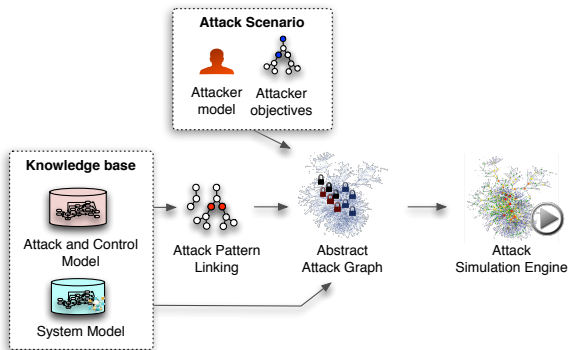 Attack Scenario
Attacker
model
Attacker
objectives
Knowledge base
Attack and Control
Model
System Model
Attack Pattern
Linking
Abstract
Attack Graph
Attack
Simulation Engine